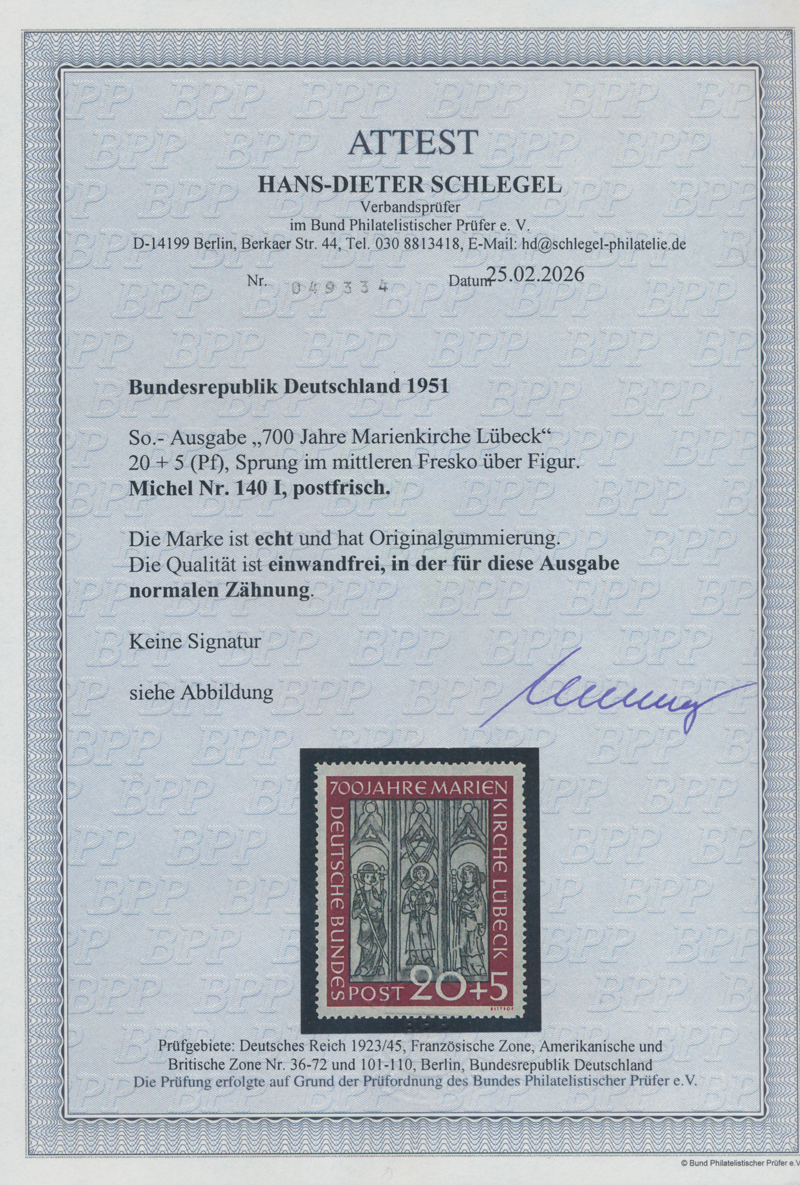 ATTEST
HANS-DIETER SCHLEGEL
Verbandsprüfer
im Bund Philatelistischer Prüfer e. V.
D-14199 Berlin, Berkaer Str. 44, Tel. 030 8813418, E-Mail: hd@schlegel-philatelie.de
Nr. 049334 Datum 25.02.2026
Bundesrepublik Deutschland 1951
So.- Ausgabe „700 Jahre Marienkirche Lübeck“
20 + 5 (Pf), Sprung im mittleren Fresko über Figur.
Michel Nr. 140 I, postfrisch.
Die Marke ist echt und hat Originalgummierung.
Die Qualität ist einwandfrei, in der für diese Ausgabe
normalen Zähnung.
Keine Signatur
siehe Abbildung
700 JAHRE MARIEN
KIRCHE LÜBECK
DEUTSCHE BUNDES
POST 20+5
Prüfgebiete: Deutsches Reich 1923/45, Französische Zone, Amerikanische und
Britische Zone Nr. 36-72 und 101-110, Berlin, Bundesrepublik Deutschland
Die Prüfung erfolgte auf Grund der Prüfordnung des Bundes Philatelistischer Prüfer e.V.
© Bund Philatelistischer Prüfer e.V